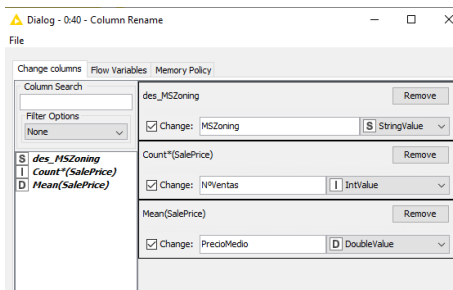 Dialog - 0:40 - Column Rename
File
Change columns Flow Variables Memory Policy
Column Search
Filter Options
None
S des_MSZoning
I Count*(SalePrice)
D Mean(SalePrice)
des_MSZoning Remove
Change: MSZoning S StringValue
Count*(SalePrice) Remove
Change: NºVentas I IntValue
Mean(SalePrice) Remove
Change: PrecioMedio D DoubleValue